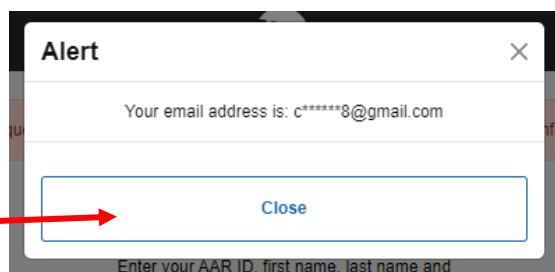 Alert
Your email address is: c******8@gmail.com
Close
Enter your AAR ID, first name, last name and